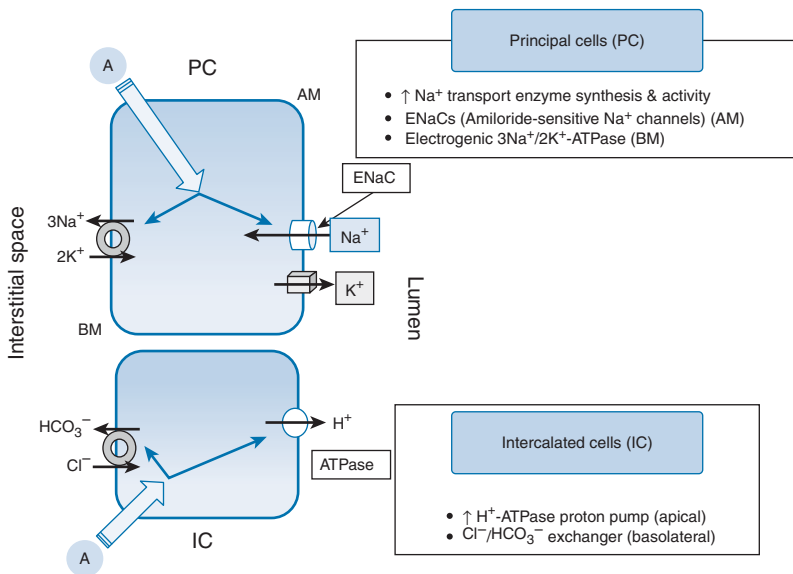 A
PC
AM
Principal cells (PC)
• ↑ Na⁺ transport enzyme synthesis & activity
• ENaCs (Amiloride-sensitive Na⁺ channels) (AM)
• Electrogenic 3Na⁺/2K⁺-ATPase (BM)
ENaC
3Na⁺
2K⁺
Na⁺
K⁺
Interstitial space
Lumen
BM
HCO₃⁻
Cl⁻
H⁺
ATPase
Intercalated cells (IC)
• ↑ H⁺-ATPase proton pump (apical)
• Cl⁻/HCO₃⁻ exchanger (basolateral)
A
IC